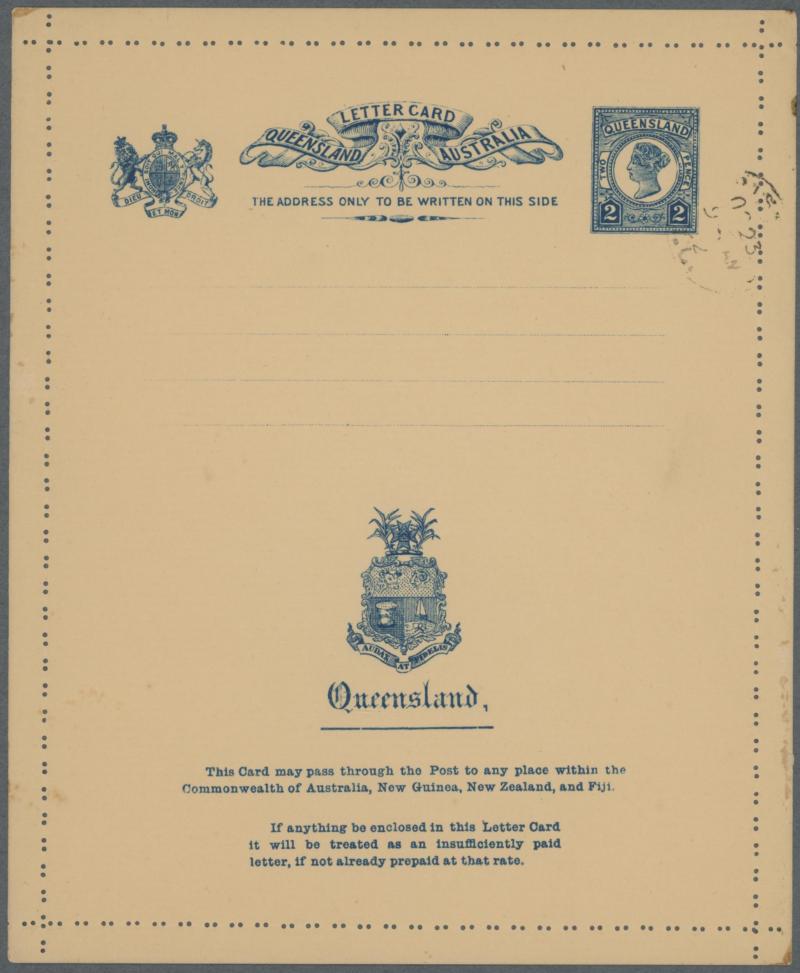 LETTER CARD
QUEENSLAND AUSTRALIA
THE ADDRESS ONLY TO BE WRITTEN ON THIS SIDE
DIEU ET MON DROIT
QUEENSLAND
TWO PENCE
2 2
23
AUDAX AT FIDELIS
Queensland,
This Card may pass through the Post to any place within the
Commonwealth of Australia, New Guinea, New Zealand, and Fiji.
If anything be enclosed in this Letter Card
it will be treated as an insufficiently paid
letter, if not already prepaid at that rate.